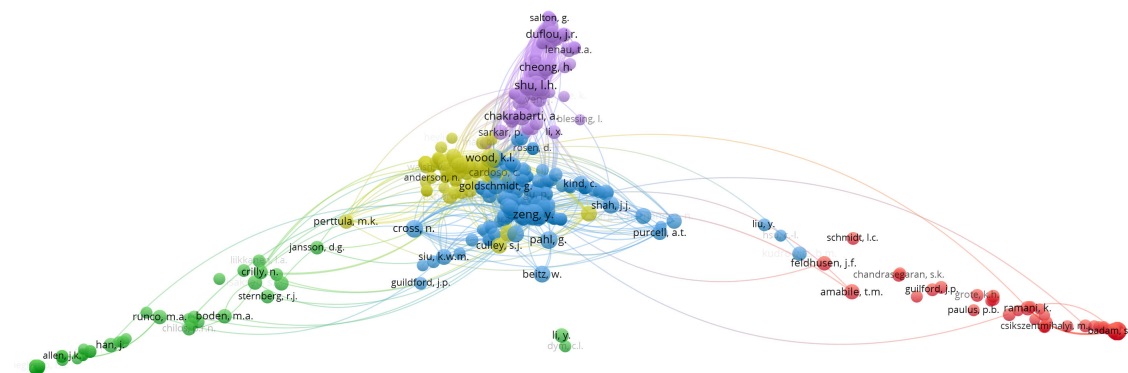 salton, g.
duflou, j.r.
lenau, t.a.
cheong, h.
shu, l.h.
chakrabarti, a.
blessing, l.
sarkar, p.
li, x.
rosen, d.
wood, k.l.
cardoso, c.
anderson, n.
goldschmidt, g.
kind, c.
shah, j.j.
zeng, y.
perttula, m.k.
cross, n.
purcell, a.t.
liu, y.
pahl, g.
culley, s.j.
schmidt, l.c.
jansson, d.g.
siu, k.w.m.
feldhusen, j.f.
crilly, n.
beitz, w.
chandrasegaran, s.k.
guildford, j.p.
guilford, j.p.
amabile, t.m.
sternberg, r.j.
ramani, k.
paulus, p.b.
runco, m.a.
boden, m.a.
csikszentmihalyi, m.
badam, s
li, y.
dym, c.l.
han, j.
allen, j.k.